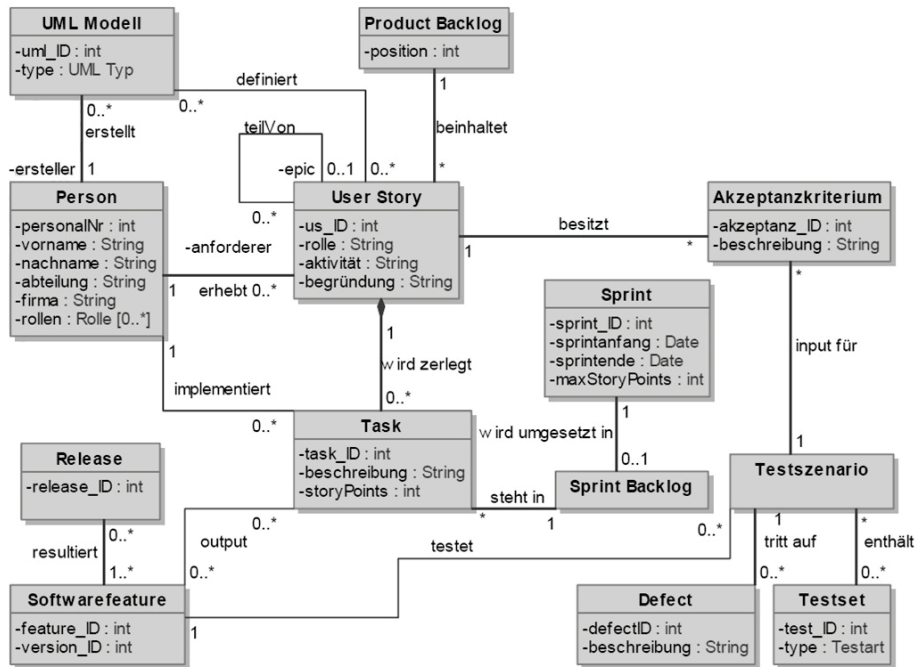 UML Modell
-uml_ID : int
-type : UML Typ
Product Backlog
-position : int
definiert
0..*
0..*
1
erstellt
teilVon
beinhaltet
-epic
0..1
0..*
*
-ersteller
1
Person
-personalNr : int
-vorname : String
-nachname : String
-abteilung : String
-firma : String
-rollen : Rolle [0..*]
0..*
User Story
-us_ID : int
-rolle : String
-aktivität : String
-begründung : String
Akzeptanzkriterium
-akzeptanz_ID : int
-beschreibung : String
besitzt
1
*
-anforderer
1
erhebt 0..*
*
Sprint
-sprint_ID : int
-sprintanfang : Date
-sprintende : Date
-maxStoryPoints : int
1
1
wird zerlegt
input für
implementiert
0..*
0..*
1
wird umgesetzt in
0..1
1
Task
-task_ID : int
-beschreibung : String
-storyPoints : int
Release
-release_ID : int
Sprint Backlog
Testszenario
steht in
*
1
0..*
0..*
0..*
output
testet
1
*
resultiert
tritt auf
enthält
1..*
0..*
0..*
0..*
Softwarefeature
-feature_ID : int
-version_ID : int
1
Defect
-defectID : int
-beschreibung : String
Testset
-test_ID : int
-type : Testart